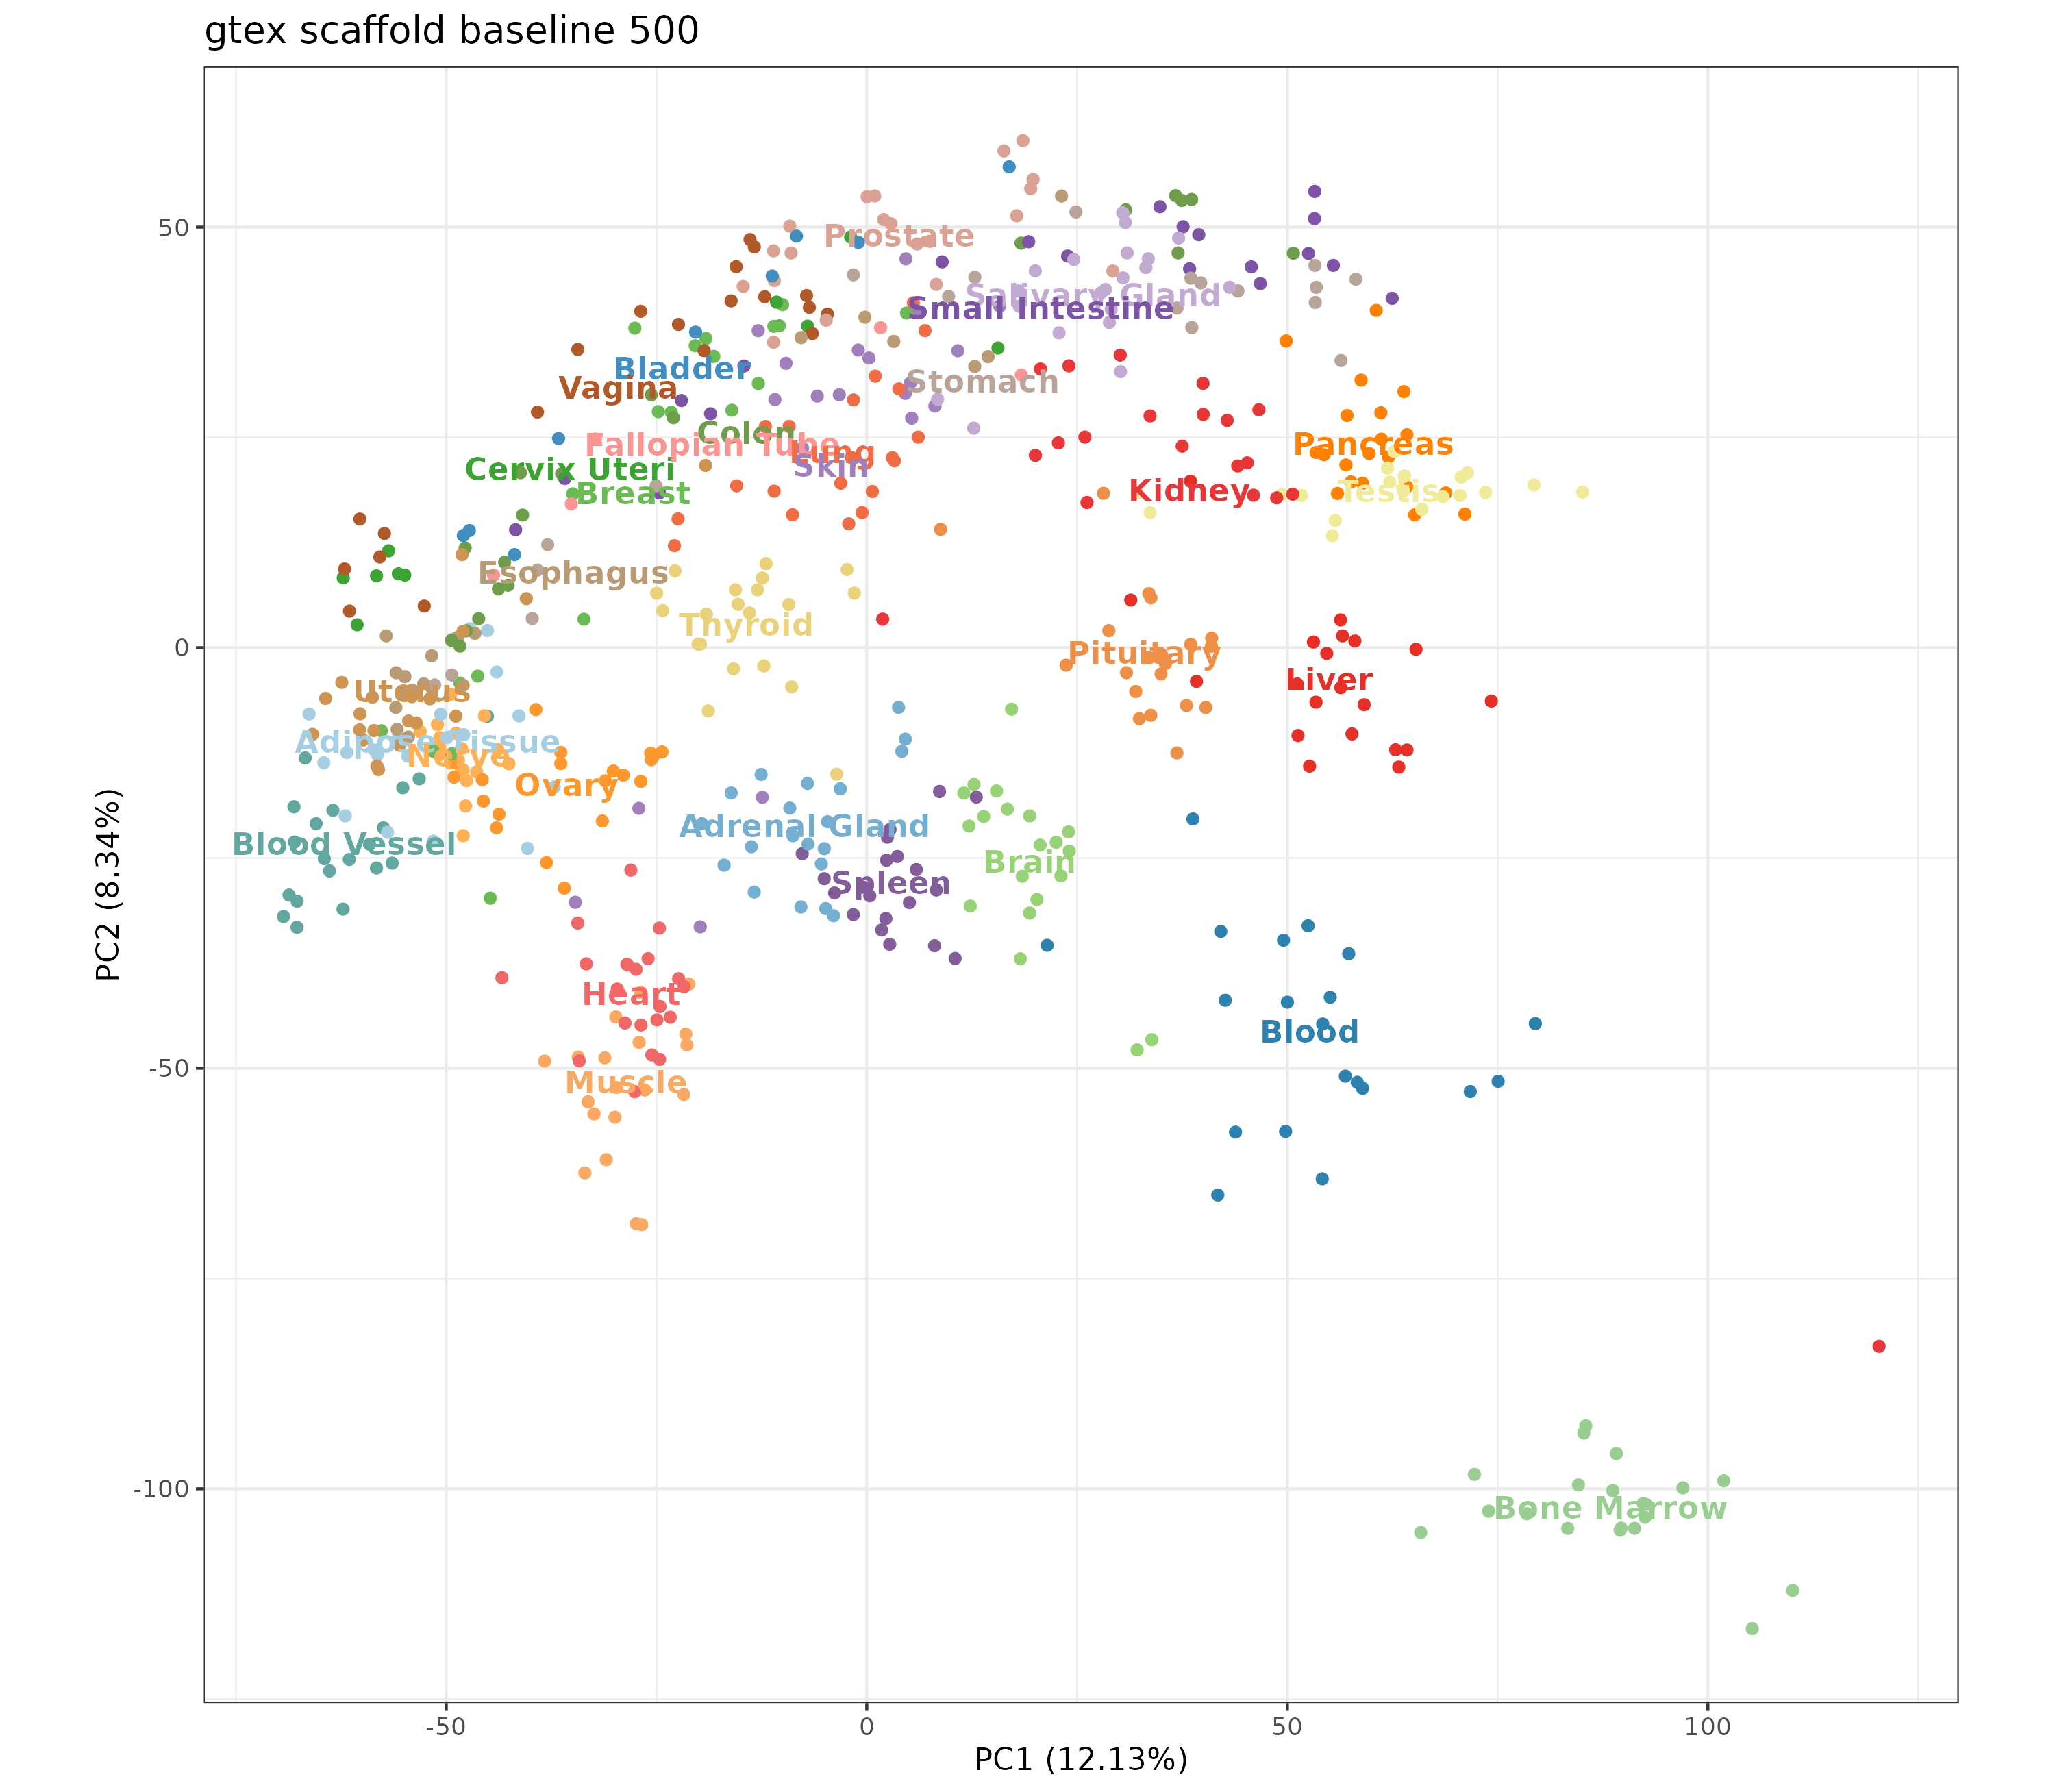 gtex scaffold baseline 500
PC2 (8.34%)
50
0
-50
-100
Prostate
Salivary Gland
Small Intestine
Bladder
Stomach
Vagina
Colon
Fallopian Tube
Pancreas
Lung
Skin
Cervix Uteri
Breast
Kidney
Testis
Esophagus
Thyroid
Pituitary
Liver
Uterus
Adipose Tissue
Nerve
Ovary
Adrenal Gland
Blood Vessel
Brain
Spleen
Heart
Blood
Muscle
Bone Marrow
-50
0
50
100
PC1 (12.13%)